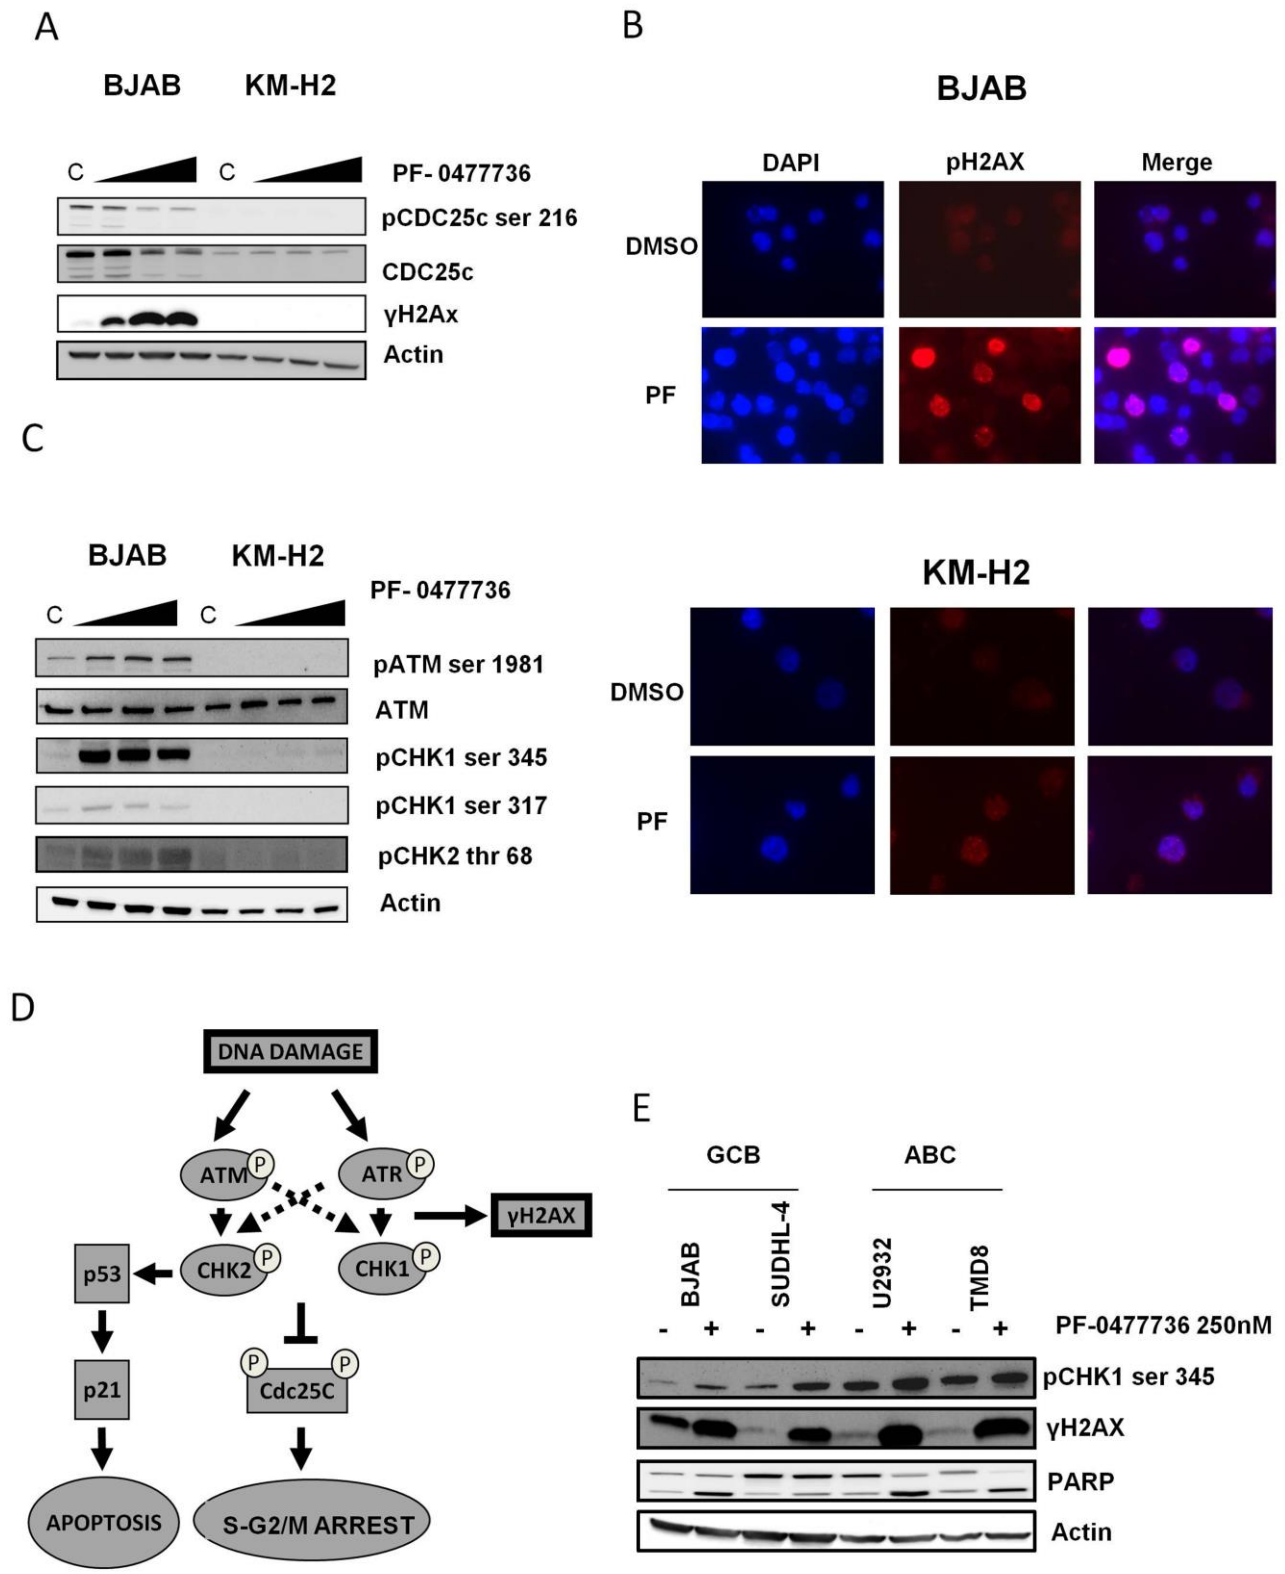 A
BJAB KM-H2
C C PF- 0477736
pCDC25c ser 216
CDC25c
γH2Ax
Actin
B
BJAB
DAPI pH2AX Merge
DMSO
PF
KM-H2
DMSO
PF
C
BJAB KM-H2
PF- 0477736
C C
pATM ser 1981
ATM
pCHK1 ser 345
pCHK1 ser 317
pCHK2 thr 68
Actin
D
DNA DAMAGE
ATM P ATR P
γH2AX
CHK2 P CHK1 P
p53
P P
Cdc25C
p21
APOPTOSIS
S-G2/M ARREST
E
GCB ABC
BJAB SUDHL-4 U2932 TMD8
- + - + - + - + PF-0477736 250nM
pCHK1 ser 345
γH2AX
PARP
Actin